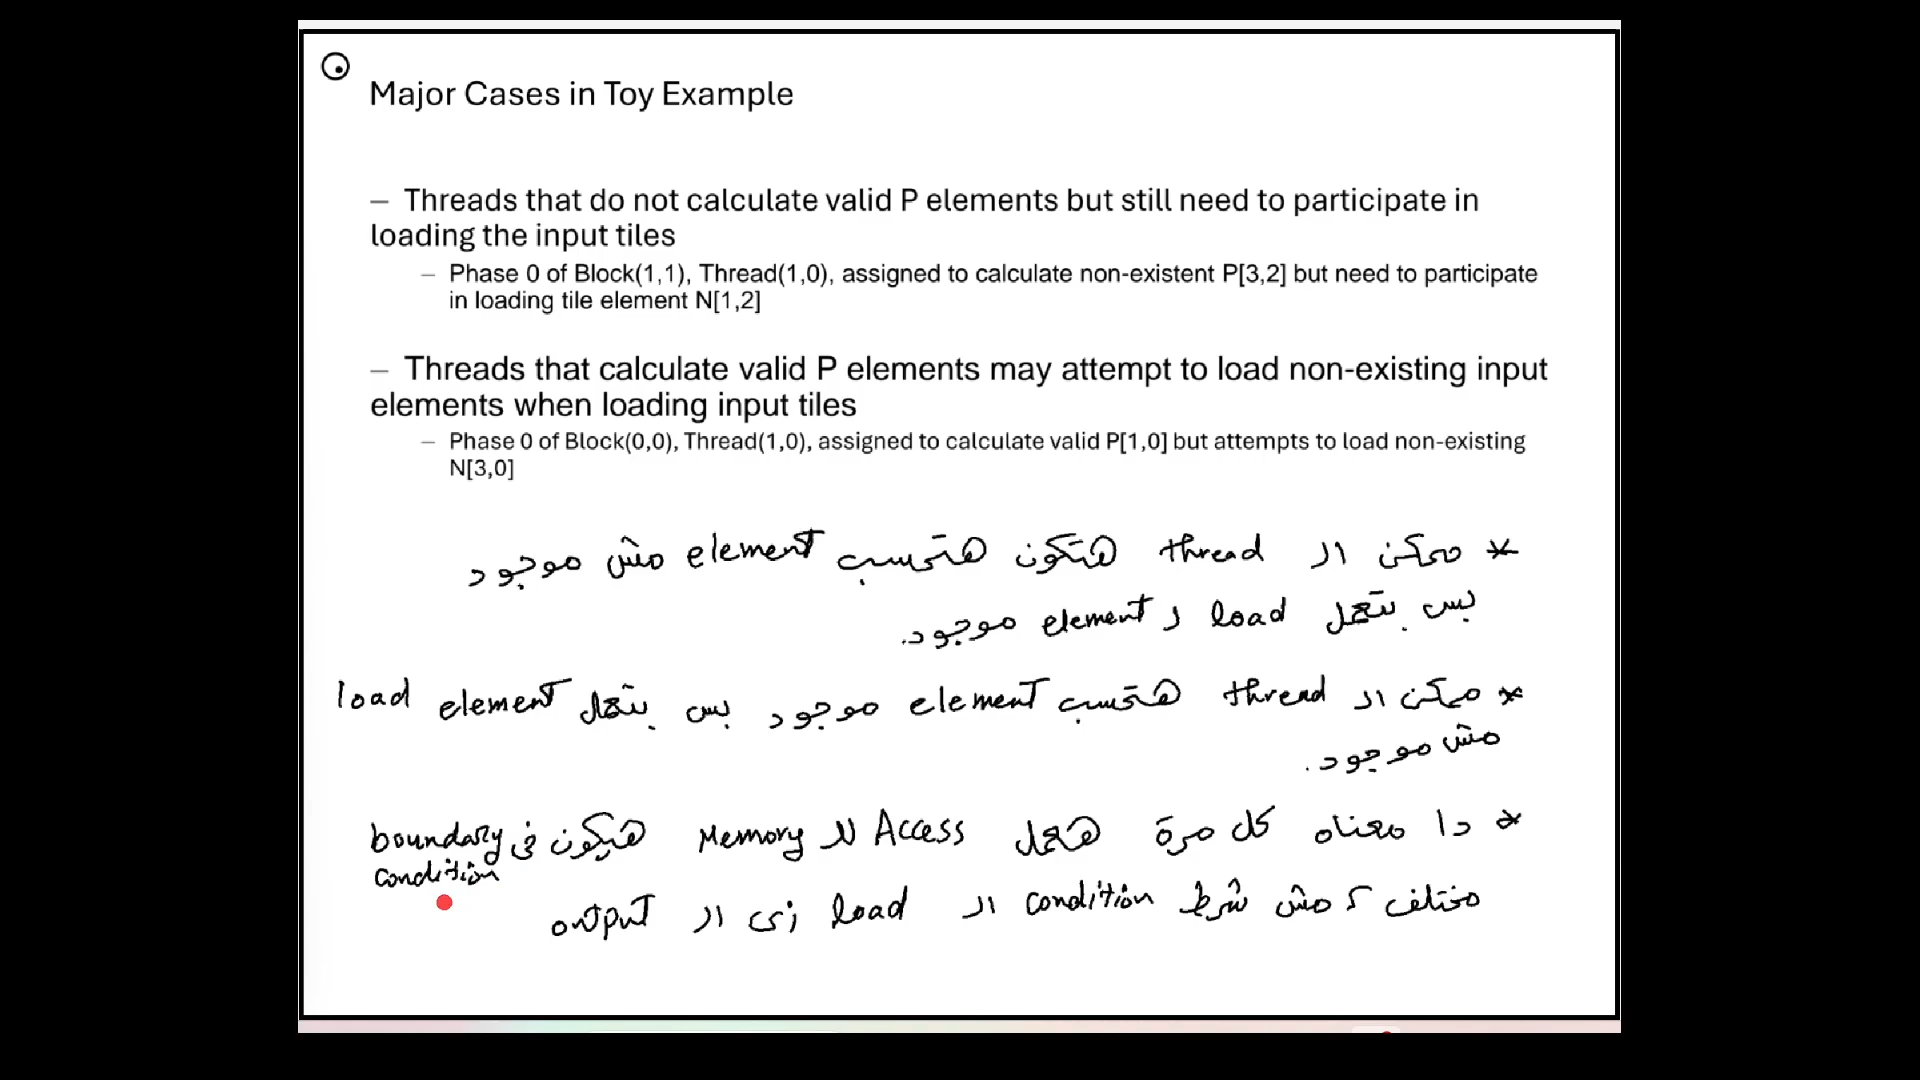 Major Cases in Toy Example
– Threads that do not calculate valid P elements but still need to participate in
loading the input tiles
– Phase 0 of Block(1,1), Thread(1,0), assigned to calculate non-existent P[3,2] but need to participate
in loading tile element N[1,2]
– Threads that calculate valid P elements may attempt to load non-existing input
elements when loading input tiles
– Phase 0 of Block(0,0), Thread(1,0), assigned to calculate valid P[1,0] but attempts to load non-existing
N[3,0]
* ممكن ال thread هتكون هتحسب element مش موجود
بس بتعمل load ل element موجود.
* ممكن ال thread هتحسب element موجود بس بتعمل element load
مش موجود.
* دا معناه كل مرة هعمل Access لل Memory هيكون في boundary
condition
مختلف و مش شرط condition ال load زى ال output